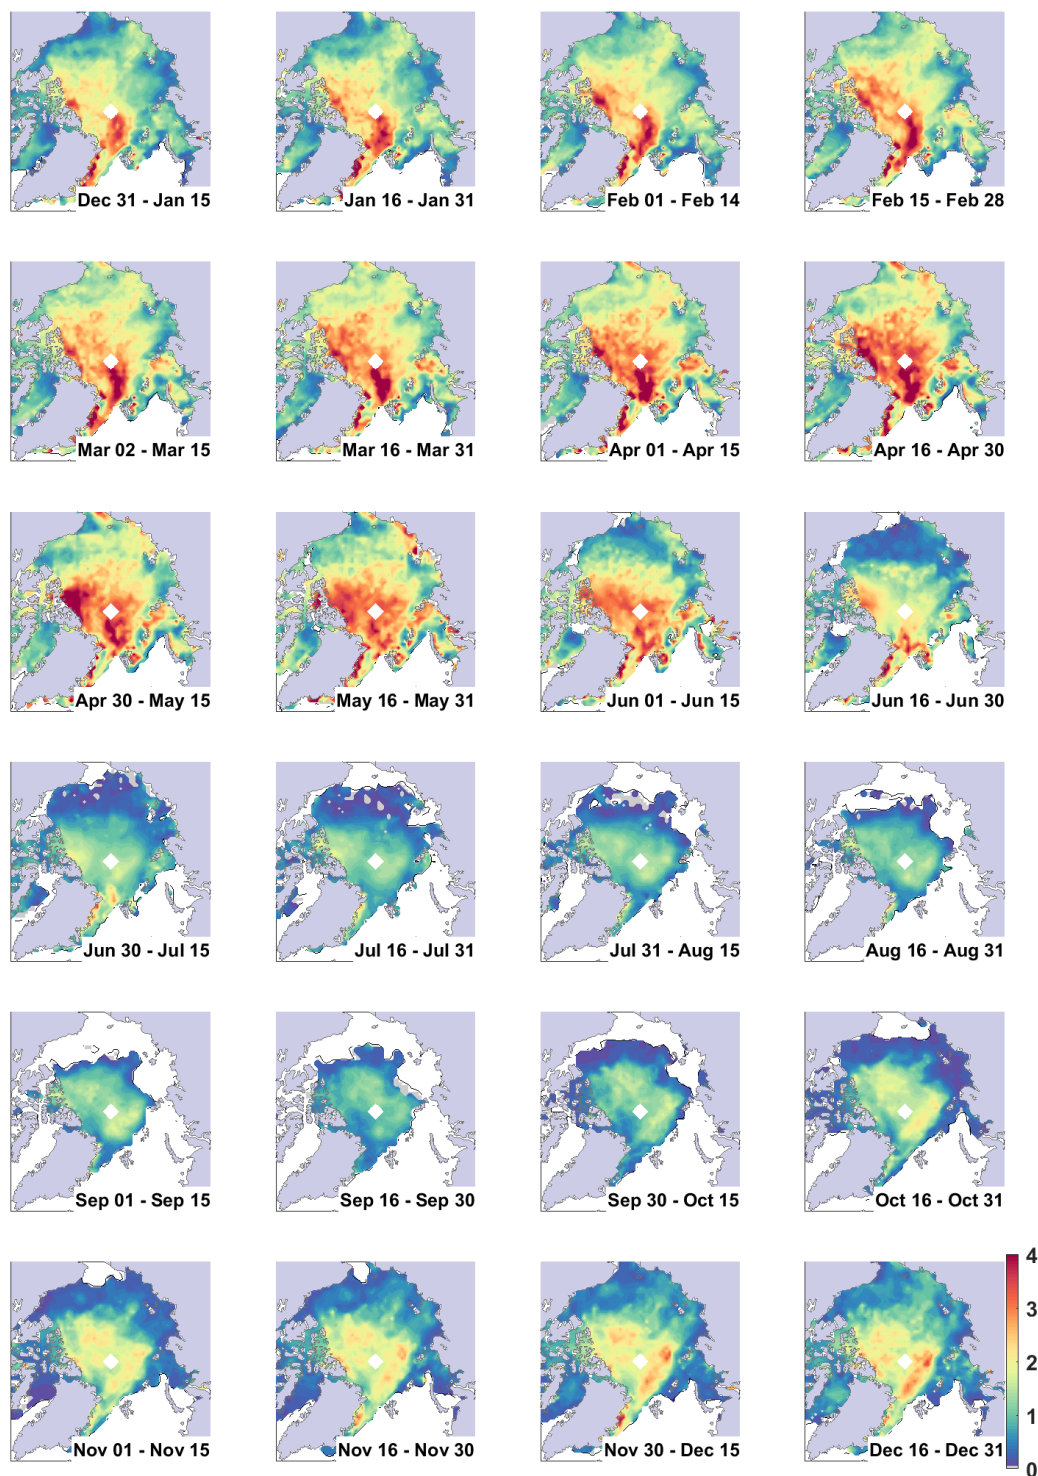 Dec 31 - Jan 15
Jan 16 - Jan 31
Feb 01 - Feb 14
Feb 15 - Feb 28
Mar 02 - Mar 15
Mar 16 - Mar 31
Apr 01 - Apr 15
Apr 16 - Apr 30
Apr 30 - May 15
May 16 - May 31
Jun 01 - Jun 15
Jun 16 - Jun 30
Jun 30 - Jul 15
Jul 16 - Jul 31
Jul 31 - Aug 15
Aug 16 - Aug 31
Sep 01 - Sep 15
Sep 16 - Sep 30
Sep 30 - Oct 15
Oct 16 - Oct 31
Nov 01 - Nov 15
Nov 16 - Nov 30
Nov 30 - Dec 15
Dec 16 - Dec 31
4
3
2
1
0